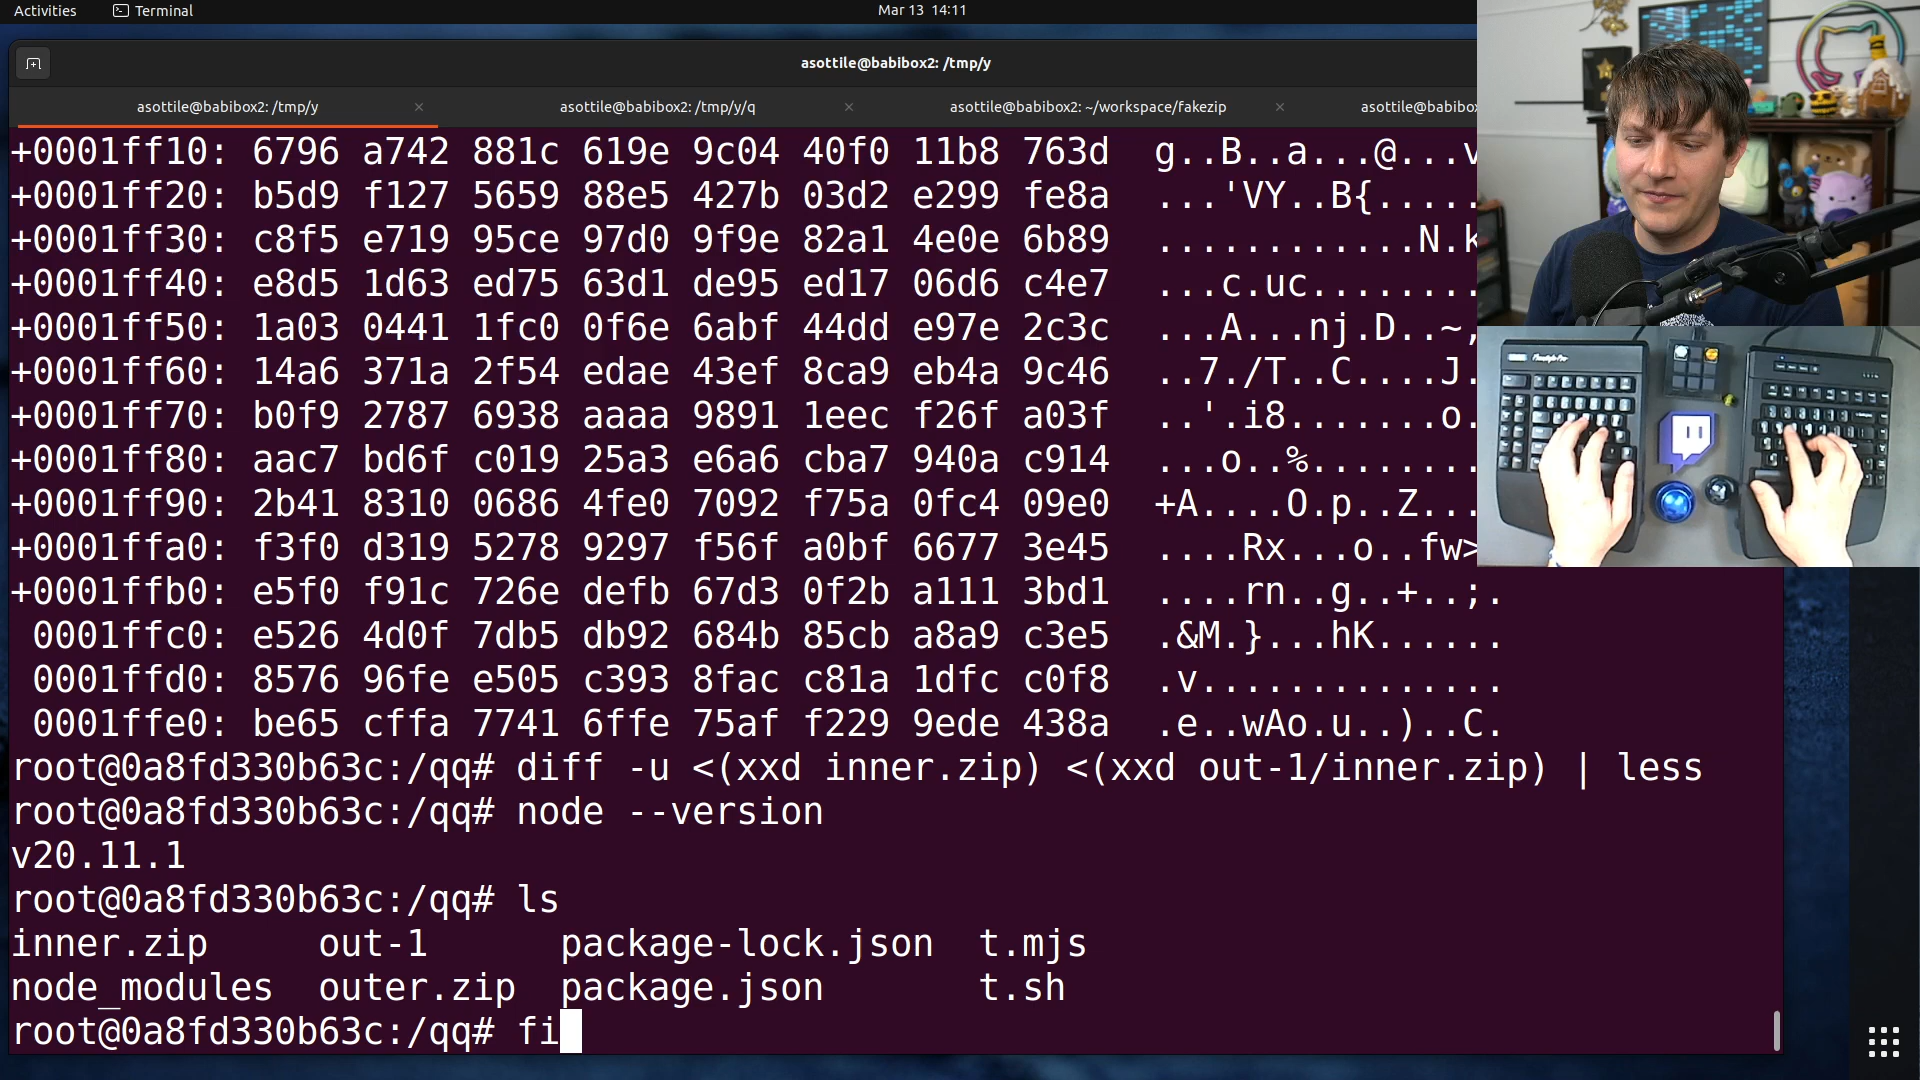 Activities
Terminal
Mar 13 14:11
asottile@babibox2: /tmp/y
asottile@babibox2: /tmp/y ×
asottile@babibox2: /tmp/y/q ×
asottile@babibox2: ~/workspace/fakezip ×
asottile@babibo
+0001ff10: 6796 a742 881c 619e 9c04 40f0 11b8 763d  g..B..a...@...v
+0001ff20: b5d9 f127 5659 88e5 427b 03d2 e299 fe8a  ...'VY..B{.....
+0001ff30: c8f5 e719 95ce 97d0 9f9e 82a1 4e0e 6b89  ............N.k
+0001ff40: e8d5 1d63 ed75 63d1 de95 ed17 06d6 c4e7  ...c.uc........
+0001ff50: 1a03 0441 1fc0 0f6e 6abf 44dd e97e 2c3c  ...A...nj.D..~,
+0001ff60: 14a6 371a 2f54 edae 43ef 8ca9 eb4a 9c46  ..7./T..C....J.
+0001ff70: b0f9 2787 6938 aaaa 9891 1eec f26f a03f  ..'.i8.......o.
+0001ff80: aac7 bd6f c019 25a3 e6a6 cba7 940a c914  ...o..%........
+0001ff90: 2b41 8310 0686 4fe0 7092 f75a 0fc4 09e0  +A....O.p..Z...
+0001ffa0: f3f0 d319 5278 9297 f56f a0bf 6677 3e45  ....Rx...o..fw>
+0001ffb0: e5f0 f91c 726e defb 67d3 0f2b a111 3bd1  ....rn..g..+..;.
 0001ffc0: e526 4d0f 7db5 db92 684b 85cb a8a9 c3e5  .&M.}...hK......
 0001ffd0: 8576 96fe e505 c393 8fac c81a 1dfc c0f8  .v..............
 0001ffe0: be65 cffa 7741 6ffe 75af f229 9ede 438a  .e..wAo.u..)..C.
root@0a8fd330b63c:/qq# diff -u <(xxd inner.zip) <(xxd out-1/inner.zip) | less
root@0a8fd330b63c:/qq# node --version
v20.11.1
root@0a8fd330b63c:/qq# ls
inner.zip     out-1      package-lock.json  t.mjs
node_modules  outer.zip  package.json       t.sh
root@0a8fd330b63c:/qq# fi